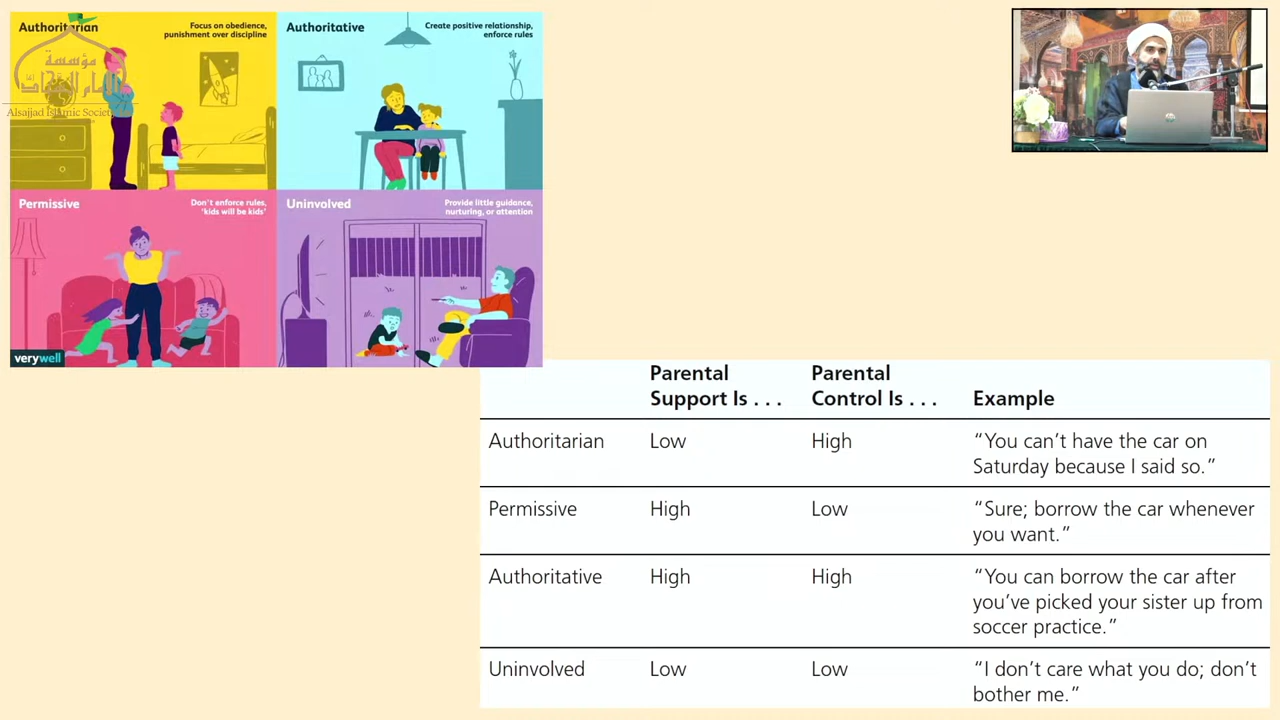 Authoritarian
Focus on obedience,
punishment over discipline
مؤسسة
الإمام السجاد
Alsajjad Islamic Society
Authoritative
Create positive relationship,
enforce rules
Permissive
Don't enforce rules,
'kids will be kids'
Uninvolved
Provide little guidance,
nurturing, or attention
verywell
Parental Support Is . . . Parental Control Is . . . Example
Authoritarian Low High “You can’t have the car on
Saturday because I said so.”
Permissive High Low “Sure; borrow the car whenever
you want.”
Authoritative High High “You can borrow the car after
you’ve picked your sister up from
soccer practice.”
Uninvolved Low Low “I don’t care what you do; don’t
bother me.”